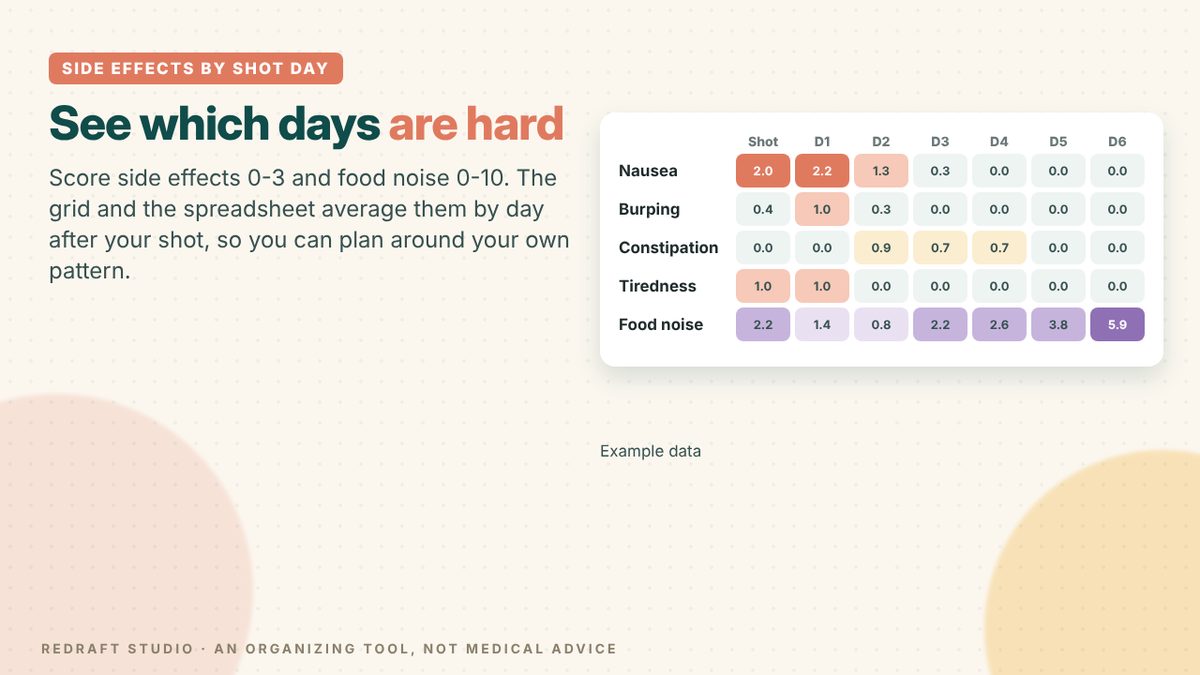 SIDE EFFECTS BY SHOT DAY
See which days are hard
Score side effects 0-3 and food noise 0-10. The
grid and the spreadsheet average them by day
after your shot, so you can plan around your own
pattern.
Shot D1 D2 D3 D4 D5 D6
Nausea 2.0 2.2 1.3 0.3 0.0 0.0 0.0
Burping 0.4 1.0 0.3 0.0 0.0 0.0 0.0
Constipation 0.0 0.0 0.9 0.7 0.7 0.0 0.0
Tiredness 1.0 1.0 0.0 0.0 0.0 0.0 0.0
Food noise 2.2 1.4 0.8 2.2 2.6 3.8 5.9
Example data
REDRAFT STUDIO · AN ORGANIZING TOOL, NOT MEDICAL ADVICE